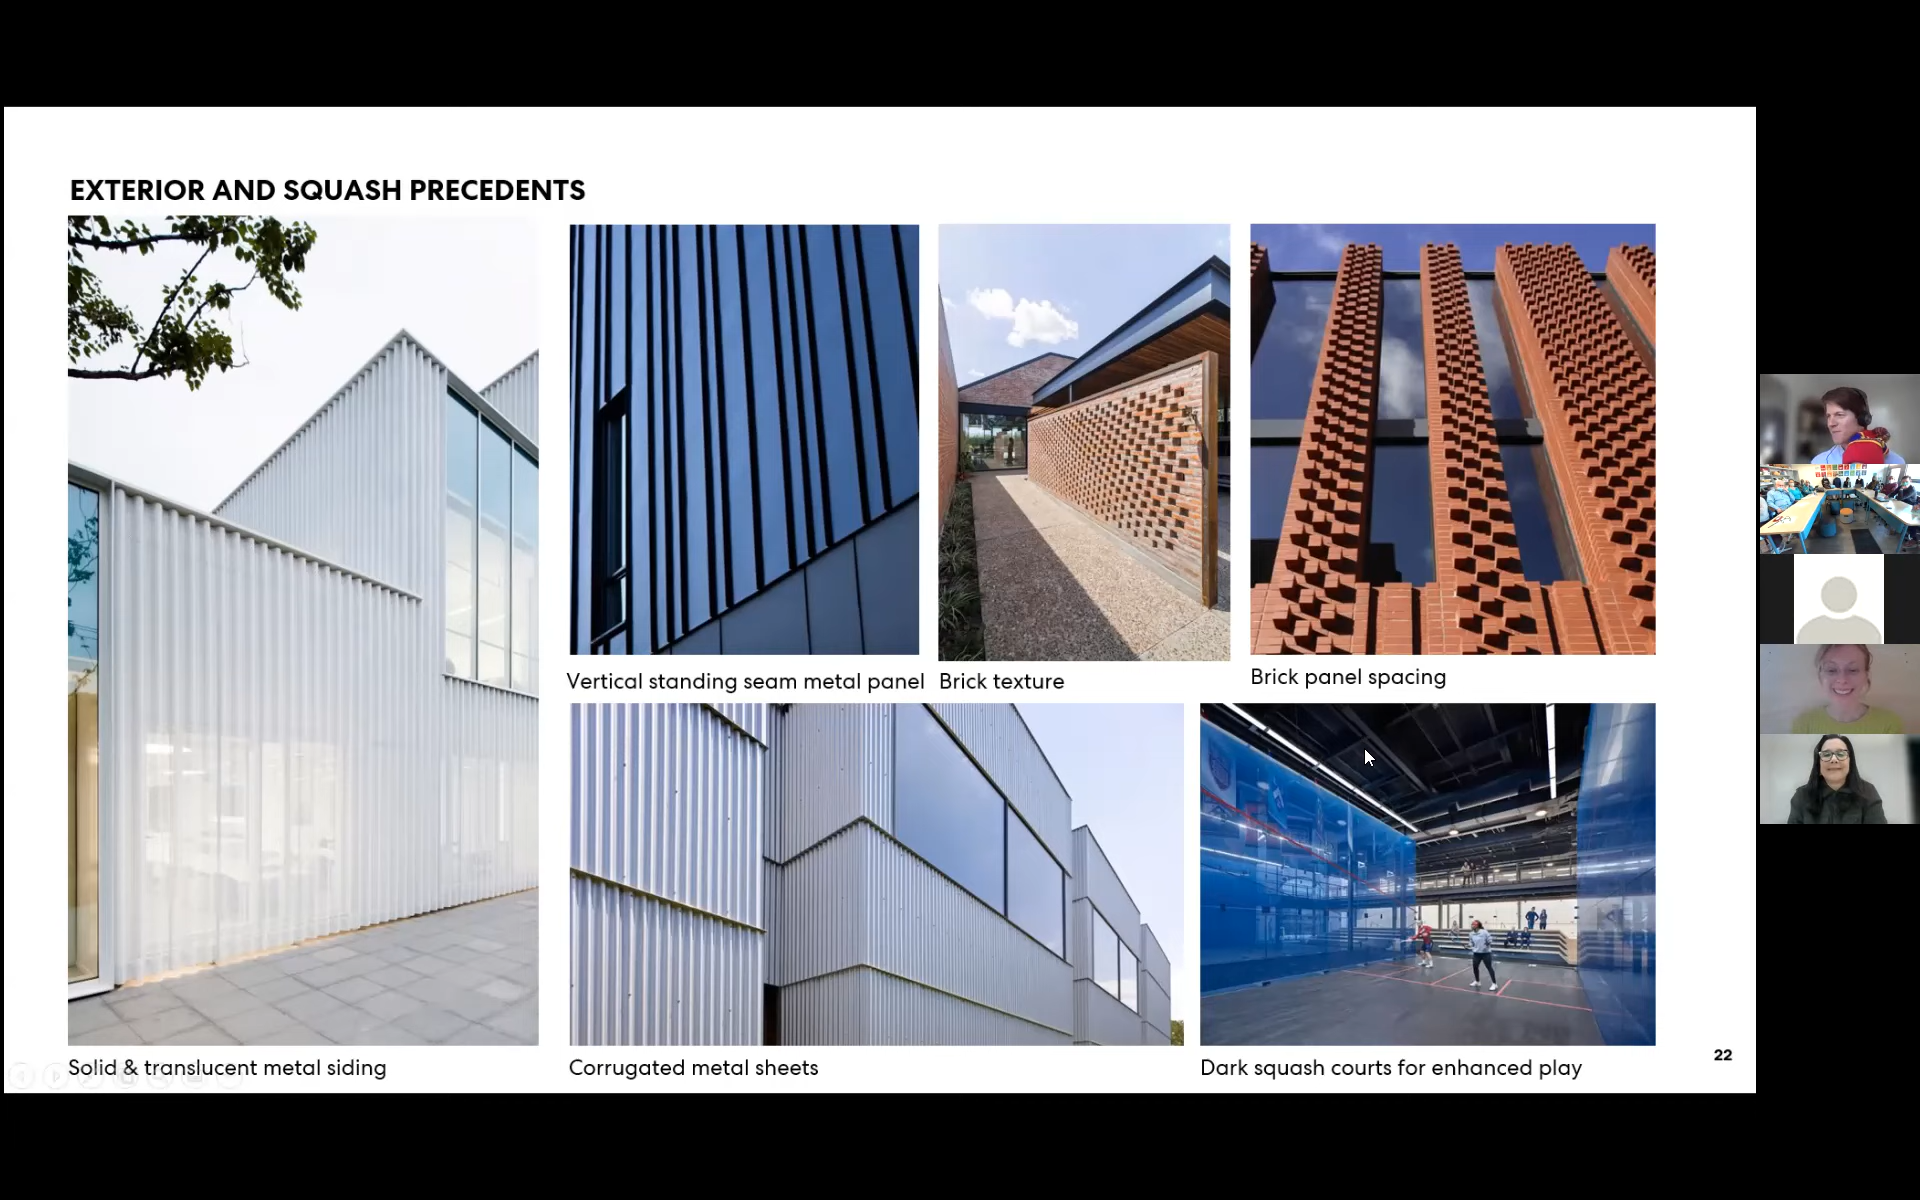 EXTERIOR AND SQUASH PRECEDENTS
Vertical standing seam metal panel
Brick texture
Brick panel spacing
Solid & translucent metal siding
Corrugated metal sheets
Dark squash courts for enhanced play
22